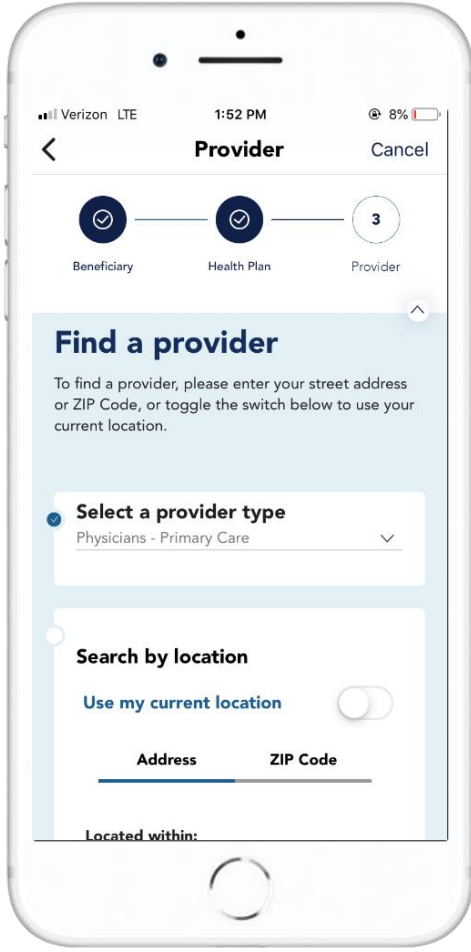 Verizon LTE 1:52 PM 8%
Provider Cancel
3
Beneficiary Health Plan Provider
Find a provider
To find a provider, please enter your street address
or ZIP Code, or toggle the switch below to use your
current location.
Select a provider type
Physicians - Primary Care
Search by location
Use my current location
Address ZIP Code
Located within: